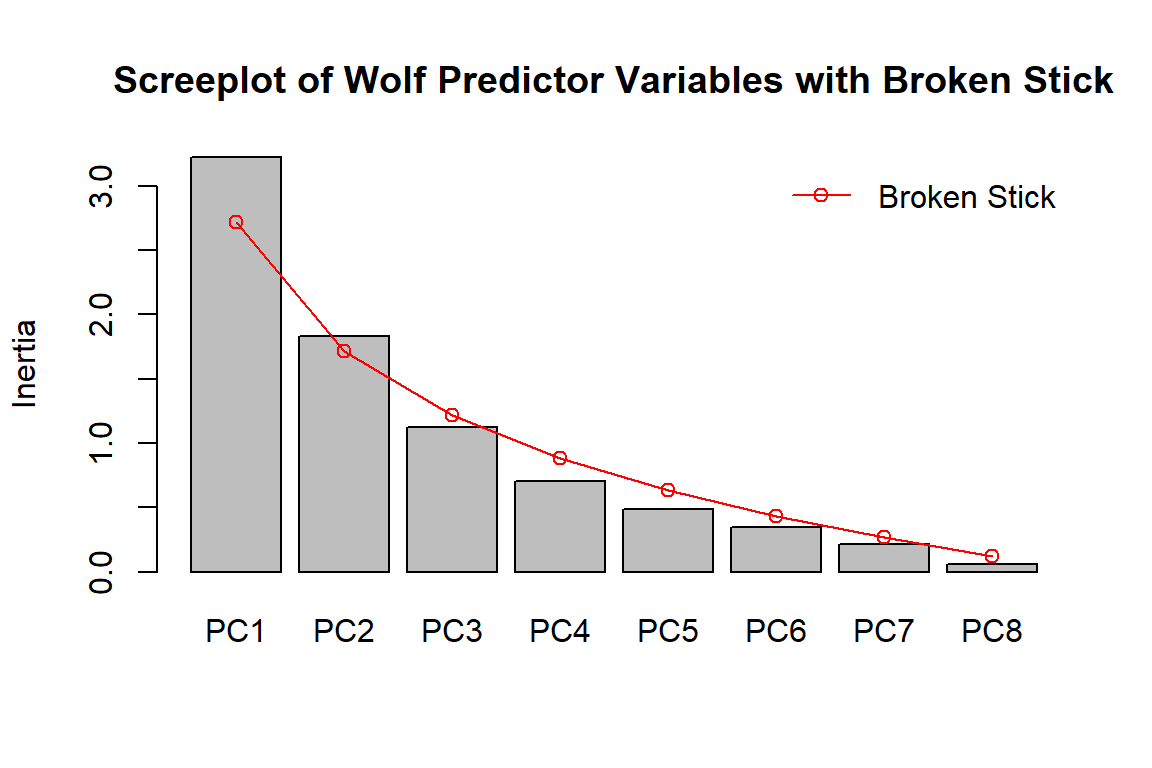 Screeplot of Wolf Predictor Variables with Broken Stick
Broken Stick
Inertia
3.0
2.0
1.0
0.0
PC1 PC2 PC3 PC4 PC5 PC6 PC7 PC8